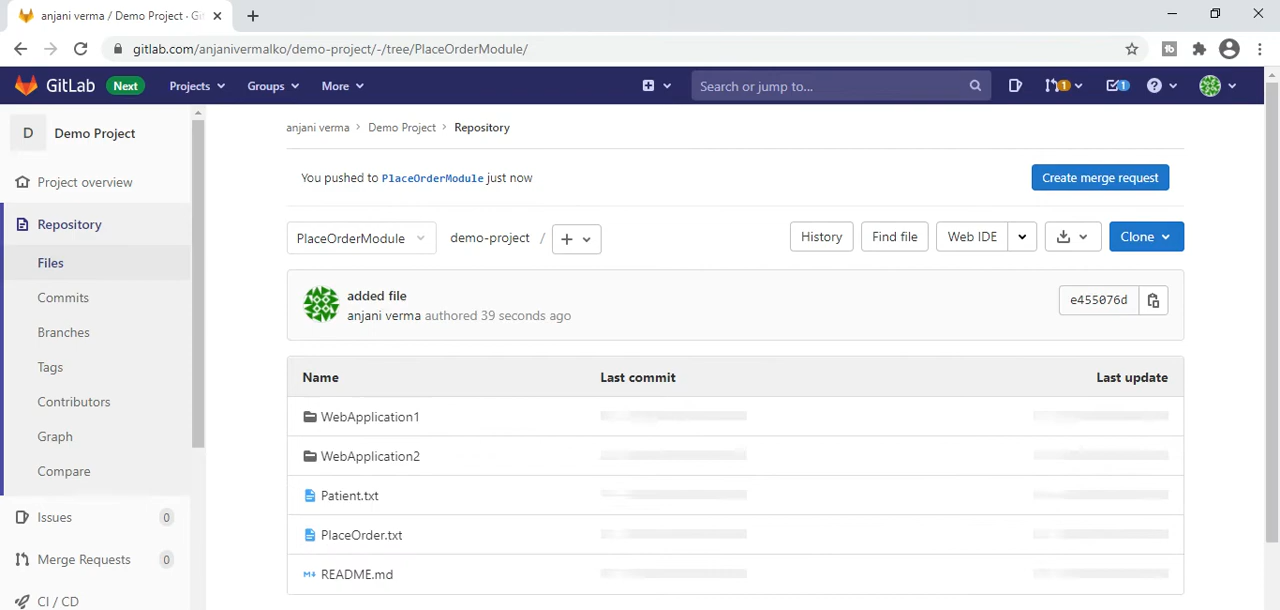 anjani verma / Demo Project · Git
gitlab.com/anjanivermalko/demo-project/-/tree/PlaceOrderModule/
GitLab Next Projects Groups More Search or jump to... 1 1
D Demo Project
Project overview
Repository
Files
Commits
Branches
Tags
Contributors
Graph
Compare
Issues 0
Merge Requests 0
CI / CD
anjani verma > Demo Project > Repository
You pushed to PlaceOrderModule just now
Create merge request
PlaceOrderModule demo-project / + History Find file Web IDE Clone
added file
anjani verma authored 39 seconds ago
e455076d
Name Last commit Last update
WebApplication1
WebApplication2
Patient.txt
PlaceOrder.txt
README.md